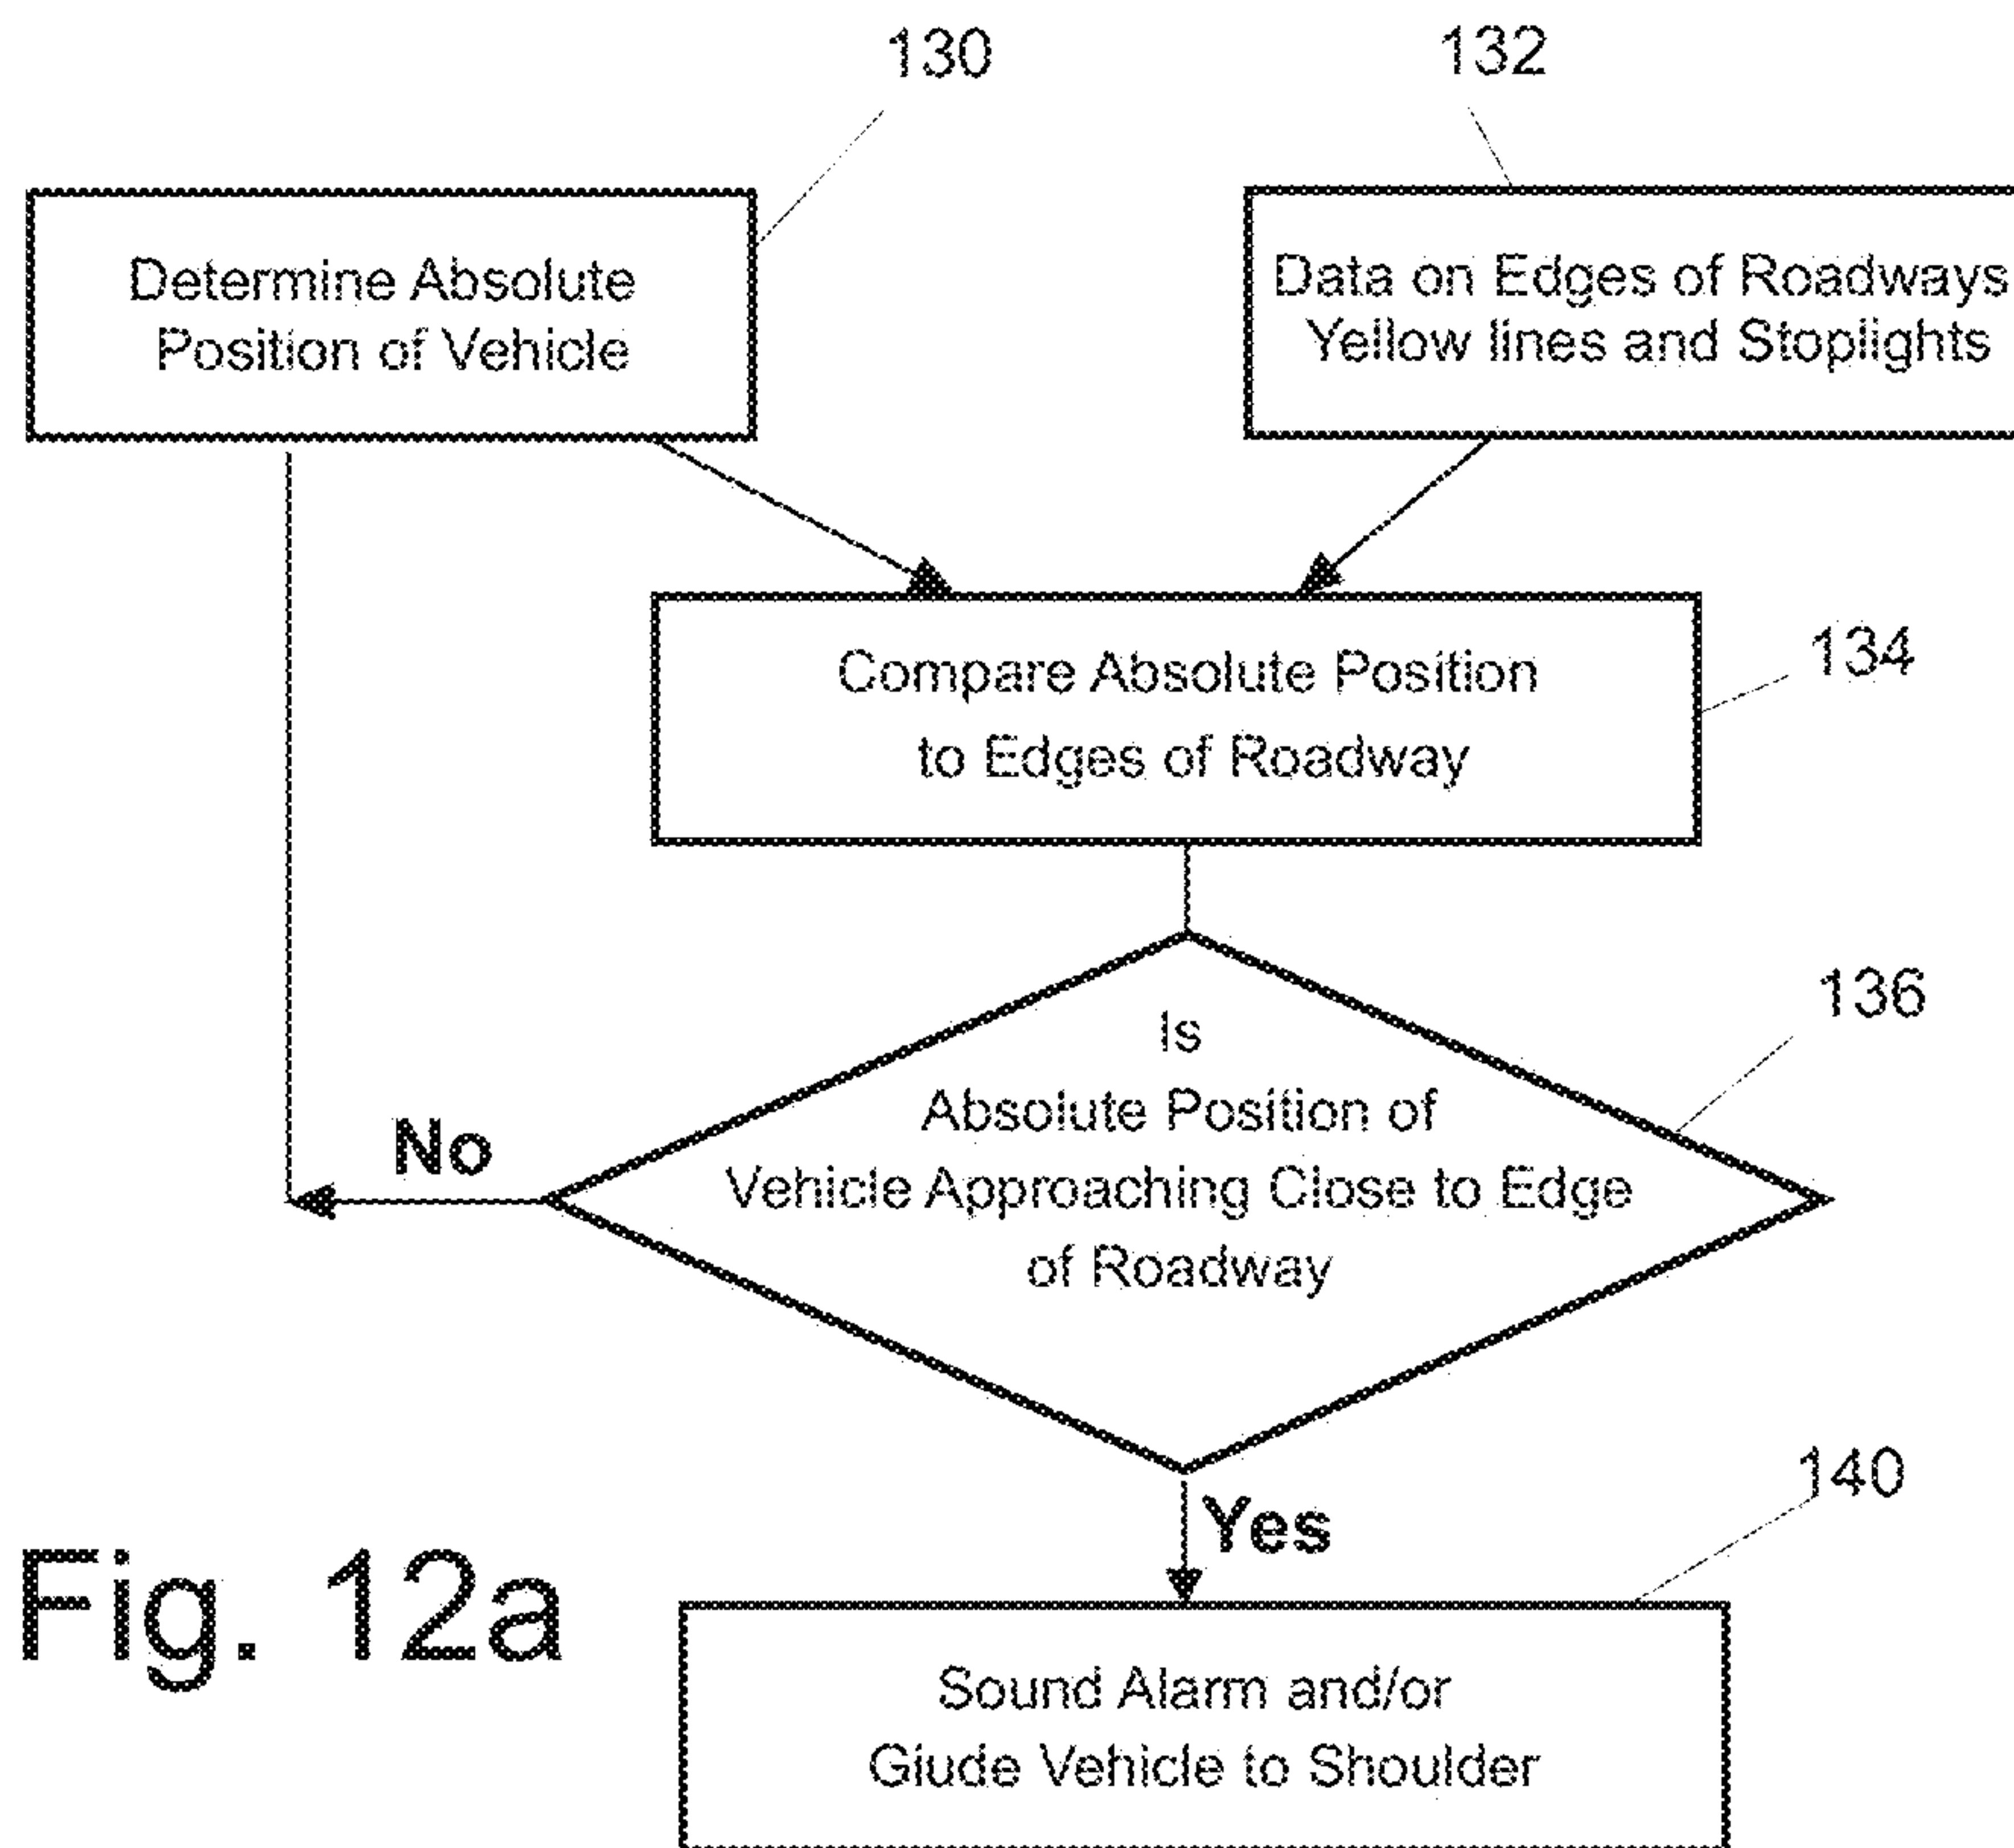 130
132
Determine Absolute
Position of Vehicle
Data on Edges of Roadways
Yellow lines and Stoplights
Compare Absolute Position
to Edges of Roadway
134
136
Is
Absolute Position of
Vehicle Approaching Close to Edge
of Roadway
No
Yes
140
Fig. 12a
Sound Alarm and/or
Giude Vehicle to Shoulder